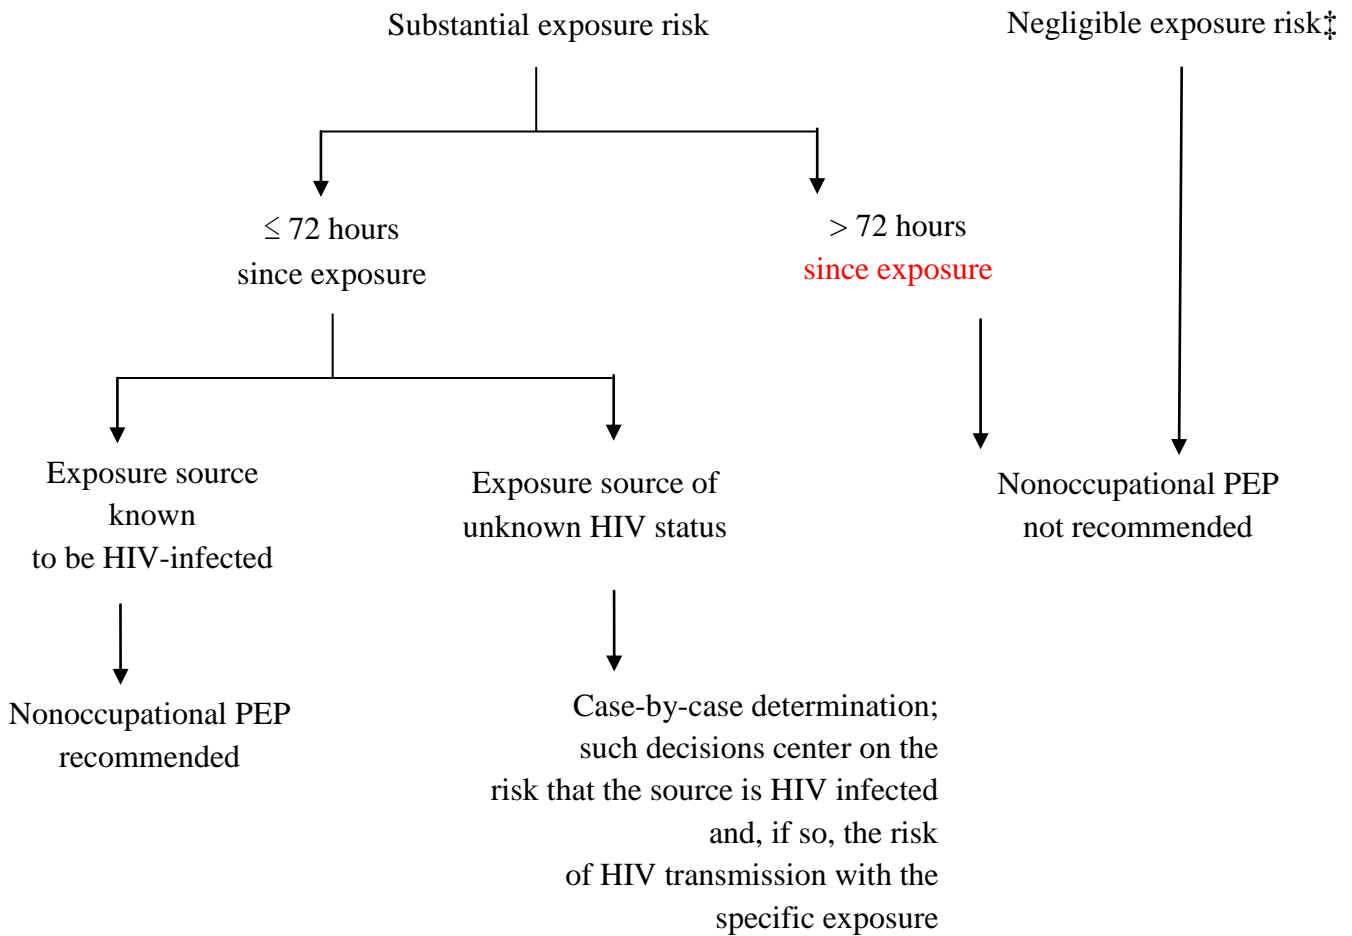 Substantial exposure risk
Negligible exposure risk‡
≤ 72 hours
since exposure
> 72 hours
since exposure
Exposure source
known
to be HIV-infected
Exposure source of
unknown HIV status
Nonoccupational PEP
not recommended
Nonoccupational PEP
recommended
Case-by-case determination;
such decisions center on the
risk that the source is HIV infected
and, if so, the risk
of HIV transmission with the
specific exposure